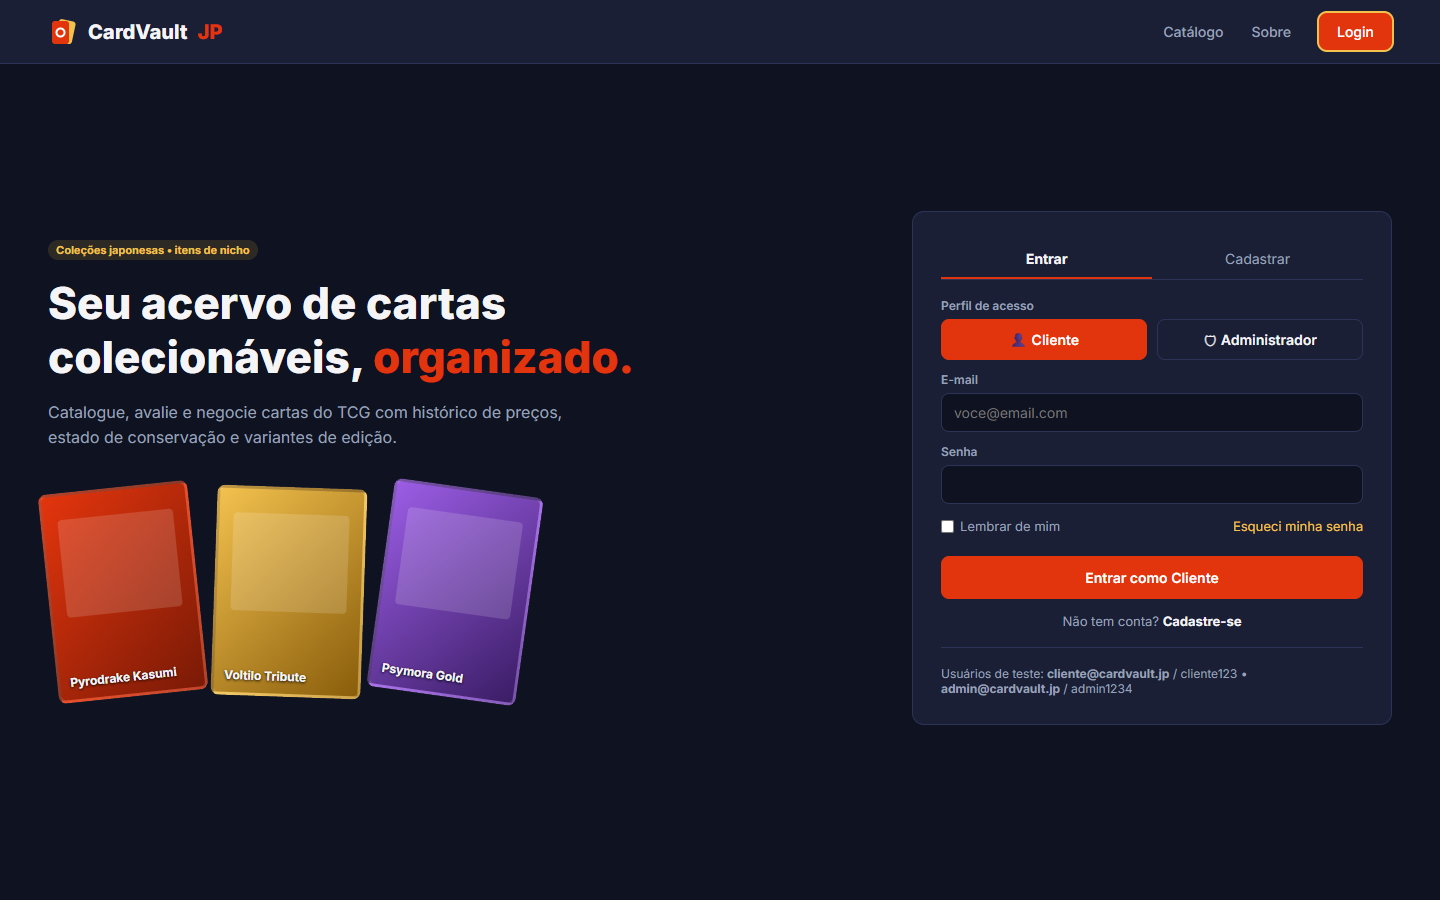 CardVault JP
Catálogo
Sobre
Login
Coleções japonesas • itens de nicho
Seu acervo de cartas
colecionáveis, organizado.
Catalogue, avalie e negocie cartas do TCG com histórico de preços,
estado de conservação e variantes de edição.
Pyrodrake Kasumi
Voltilo Tribute
Psymora Gold
Entrar
Cadastrar
Perfil de acesso
Cliente
Administrador
E-mail
voce@email.com
Senha
Lembrar de mim
Esqueci minha senha
Entrar como Cliente
Não tem conta? Cadastre-se
Usuários de teste: cliente@cardvault.jp / cliente123 •
admin@cardvault.jp / admin1234